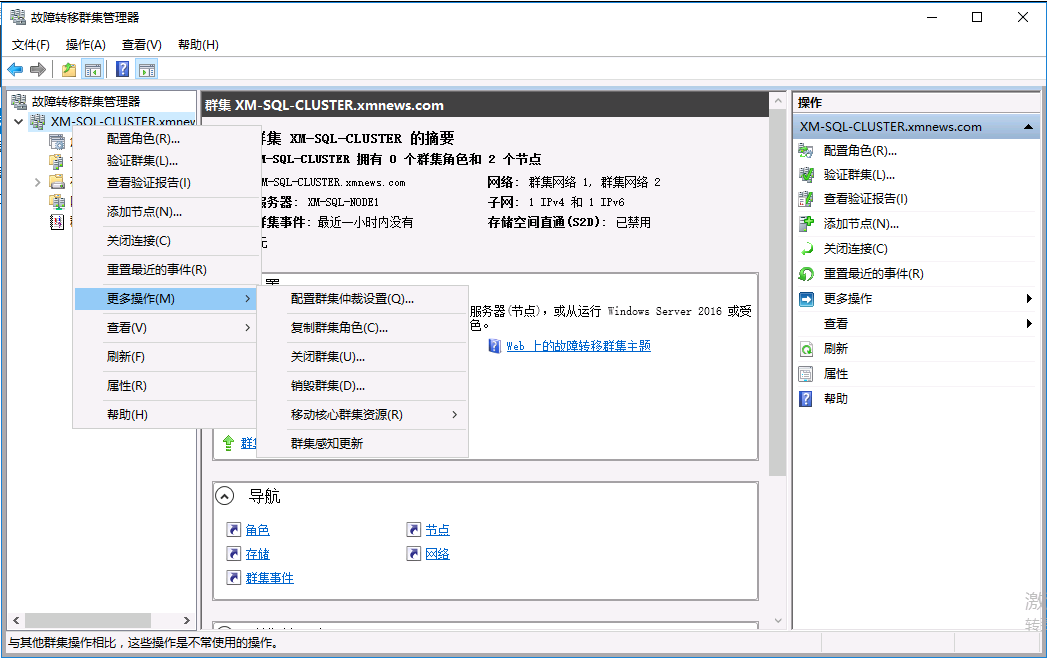 故障转移群集管理器
文件(F) 操作(A) 查看(V) 帮助(H)
故障转移群集管理器
XM-SQL-CLUSTER.xmnew
配置角色(R)...
验证群集(L)...
查看验证报告(I)
添加节点(N)...
关闭连接(C)
重置最近的事件(R)
更多操作(M)
查看(V)
刷新(F)
属性(R)
帮助(H)
配置群集仲裁设置(Q)...
复制群集角色(C)...
关闭群集(U)...
销毁群集(D)...
移动核心群集资源(R)
群集感知更新
群集 XM-SQL-CLUSTER.xmnews.com
集 XM-SQL-CLUSTER 的摘要
M-SQL-CLUSTER 拥有 0 个群集角色和 2 个节点
M-SQL-CLUSTER.xmnews.com
网络: 群集网络 1, 群集网络 2
务器: XM-SQL-NODE1
子网: 1 IPv4 和 1 IPv6
集事件: 最近一小时内没有
存储空间直通(S2D): 已禁用
元
置
服务器(节点)，或从运行 Windows Server 2016 或受
色。
Web 上的故障转移群集主题
群
导航
角色
节点
存储
网络
群集事件
操作
XM-SQL-CLUSTER.xmnews.com
配置角色(R)...
验证群集(L)...
查看验证报告(I)
添加节点(N)...
关闭连接(C)
重置最近的事件(R)
更多操作
查看
刷新
属性
帮助
激
转
与其他群集操作相比，这些操作是不常使用的操作。